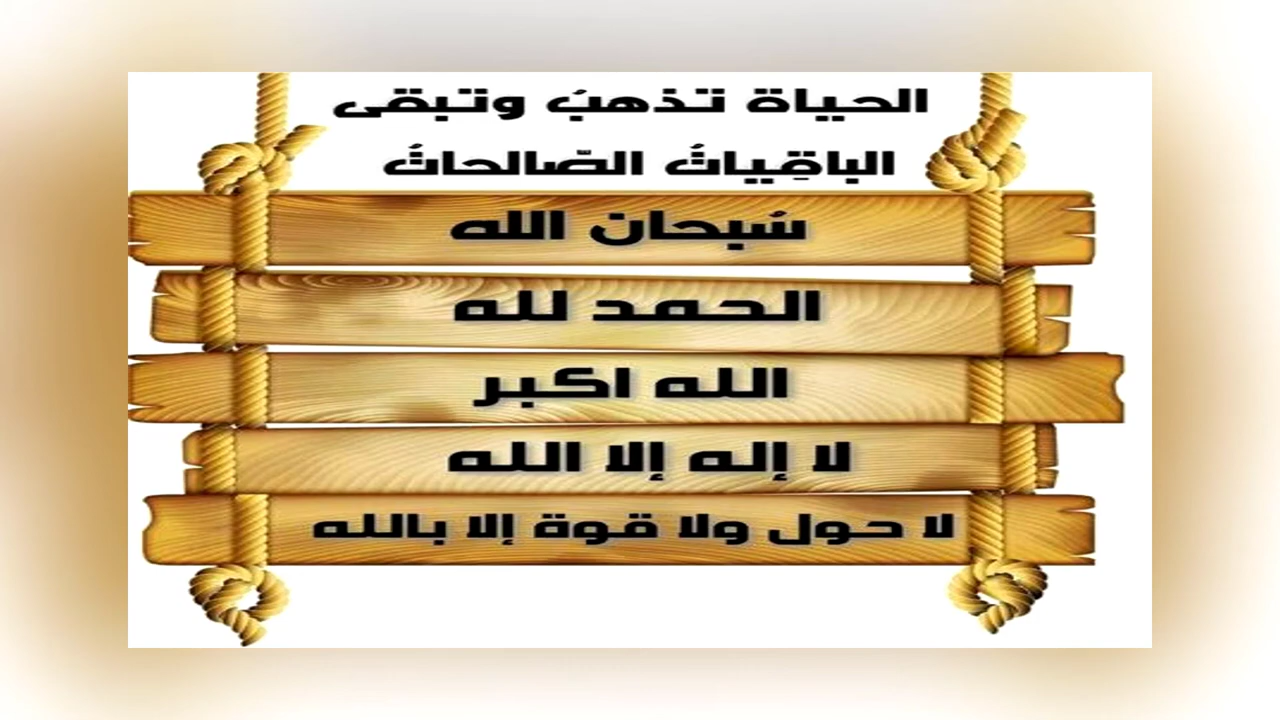 الحياة تذهبُ وتبقى
الباقِياتُ الصّالحاتُ
سُبحان الله
الحمد لله
الله اكبر
لا إله إلا الله
لا حول ولا قوة إلا بالله